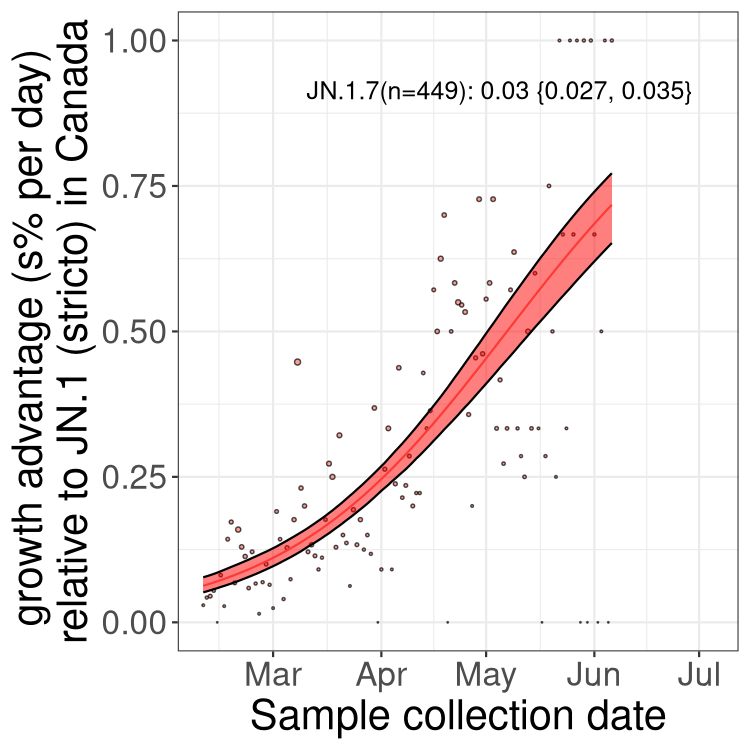 growth advantage (s% per day)
relative to JN.1 (stricto) in Canada
1.00
0.75
0.50
0.25
0.00
JN.1.7(n=449): 0.03 {0.027, 0.035}
Mar Apr May Jun Jul
Sample collection date